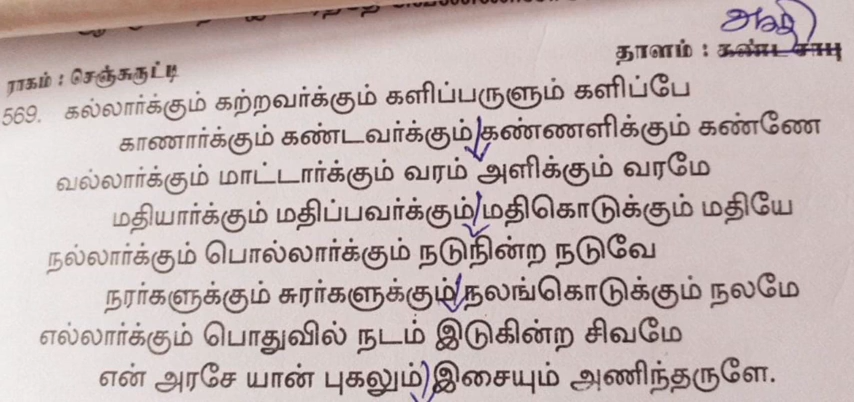 ராகம் : செஞ்சுருட்டி
தாளம் : கண்ட சாபு
569. கல்லார்க்கும் கற்றவர்க்கும் களிப்பருளும் களிப்பே
காணார்க்கும் கண்டவர்க்கும் கண்ணளிக்கும் கண்ணே
வல்லார்க்கும் மாட்டார்க்கும் வரம் அளிக்கும் வரமே
மதியார்க்கும் மதிப்பவர்க்கும் மதிகொடுக்கும் மதியே
நல்லார்க்கும் பொல்லார்க்கும் நடுநின்ற நடுவே
நரர்களுக்கும் சுரர்களுக்கும் நலங்கொடுக்கும் நலமே
எல்லார்க்கும் பொதுவில் நடம் இடுகின்ற சிவமே
என் அரசே யான் புகலும் இசையும் அணிந்தருளே.